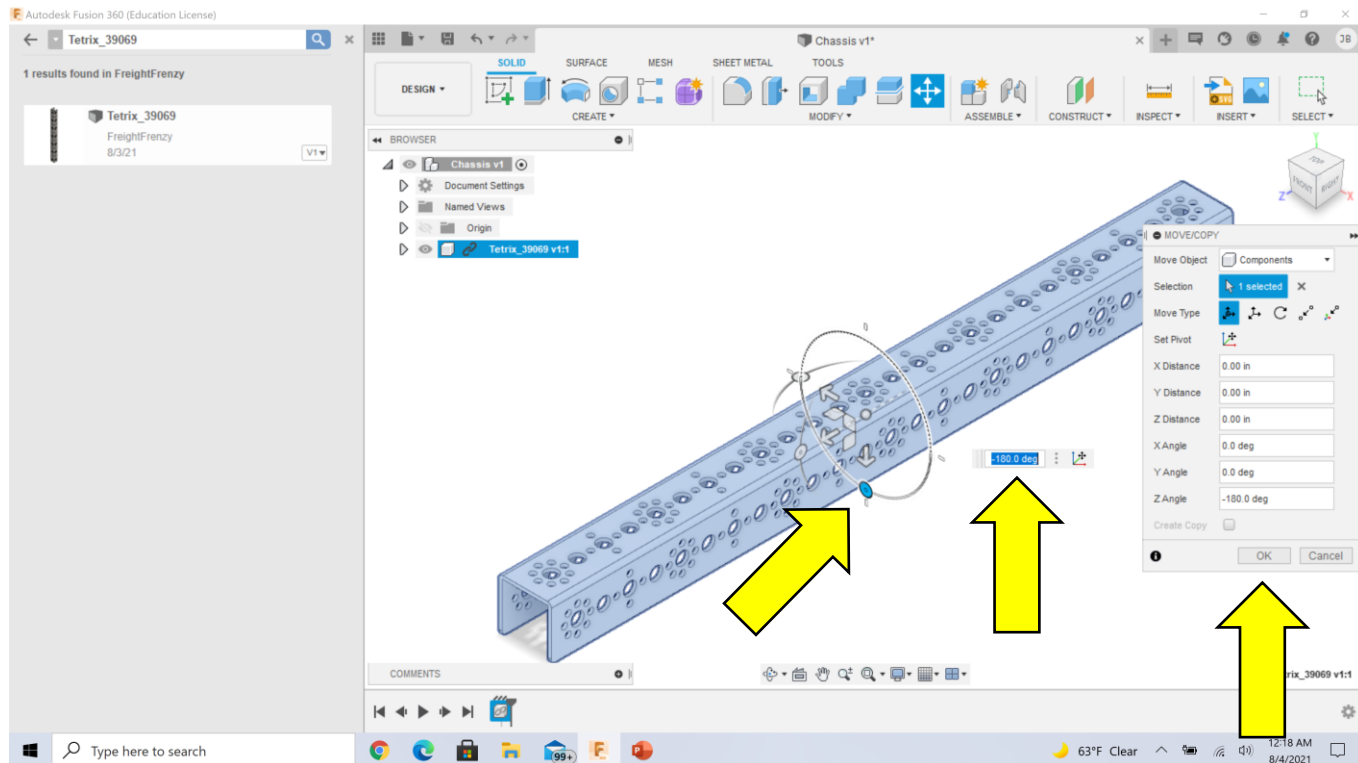 Autodesk Fusion 360 (Education License)
Tetrix_39069
1 results found in FreightFrenzy
Tetrix_39069
FreightFrenzy
8/3/21
V1
Chassis v1*
JB
DESIGN
SOLID
SURFACE
MESH
SHEET METAL
TOOLS
CREATE
MODIFY
ASSEMBLE
CONSTRUCT
INSPECT
INSERT
SELECT
BROWSER
Chassis v1
Document Settings
Named Views
Origin
Tetrix_39069 v1:1
Y
TOP
FRONT
RIGHT
Z
X
MOVE/COPY
Move Object
Components
Selection
1 selected
Move Type
Set Pivot
X Distance
0.00 in
Y Distance
0.00 in
Z Distance
0.00 in
X Angle
0.0 deg
Y Angle
0.0 deg
Z Angle
-180.0 deg
Create Copy
OK
Cancel
-180.0 deg
COMMENTS
rix_39069 v1:1
Type here to search
99+
63°F Clear
12:18 AM
8/4/2021